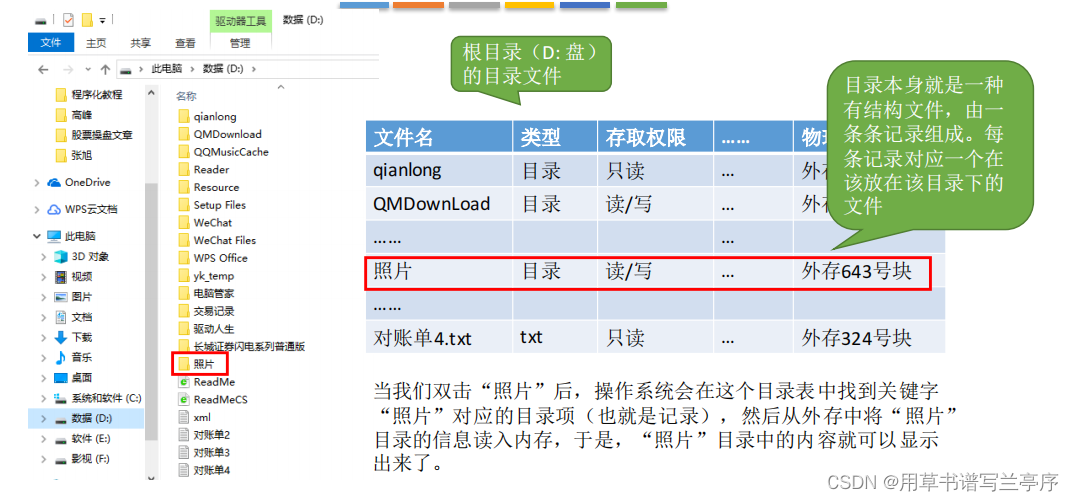 驱动器工具
数据 (D:)
文件
主页
共享
查看
管理
此电脑 > 数据 (D:) >
程序化教程
高峰
股票操盘文章
张旭
OneDrive
WPS云文档
此电脑
3D 对象
视频
图片
文档
下载
音乐
桌面
系统和软件 (C:)
数据 (D:)
软件 (E:)
影视 (F:)
名称
qianlong
QMDownload
QQMusicCache
Reader
Resource
Setup Files
WeChat
WeChat Files
WPS Office
yk_temp
电脑管家
交易记录
驱动人生
长城证券闪电系列普通版
照片
ReadMe
ReadMeCS
xml
对账单2
对账单3
对账单4
根目录（D: 盘）
的目录文件
目录本身就是一种
有结构文件，由一
条条记录组成。每
条记录对应一个在
该放在该目录下的
文件
文件名 类型 存取权限 …… 物
qianlong 目录 只读 … 外存
QMDownLoad 目录 读/写 … 外存
…… …
照片 目录 读/写 … 外存643号块
……
对账单4.txt txt 只读 … 外存324号块
当我们双击“照片”后，操作系统会在这个目录表中找到关键字
“照片”对应的目录项（也就是记录），然后从外存中将“照片”
目录的信息读入内存，于是，“照片”目录中的内容就可以显示
出来了。
CSDN @用草书谱写兰亭序